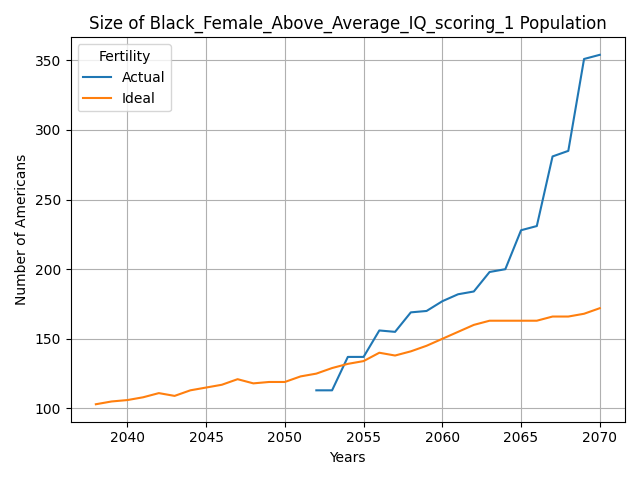 Size of Black_Female_Above_Average_IQ_scoring_1 Population
Fertility
Actual
Ideal
Number of Americans
350
300
250
200
150
100
2040 2045 2050 2055 2060 2065 2070
Years